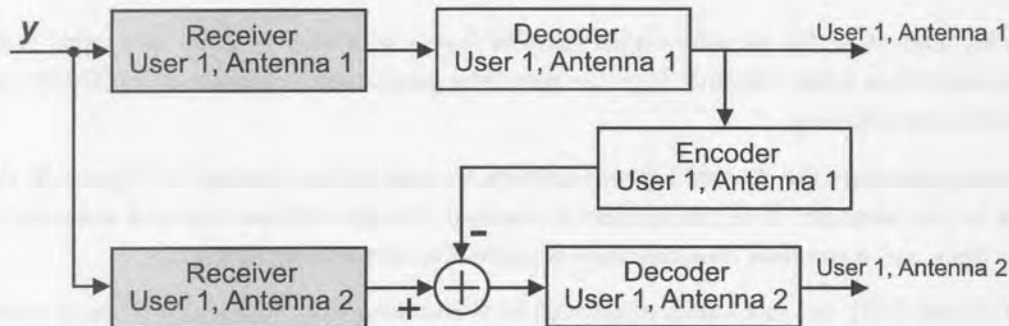 y
Receiver
User 1, Antenna 1
Decoder
User 1, Antenna 1
User 1, Antenna 1
Encoder
User 1, Antenna 1
-
Receiver
User 1, Antenna 2
+
+
Decoder
User 1, Antenna 2
User 1, Antenna 2